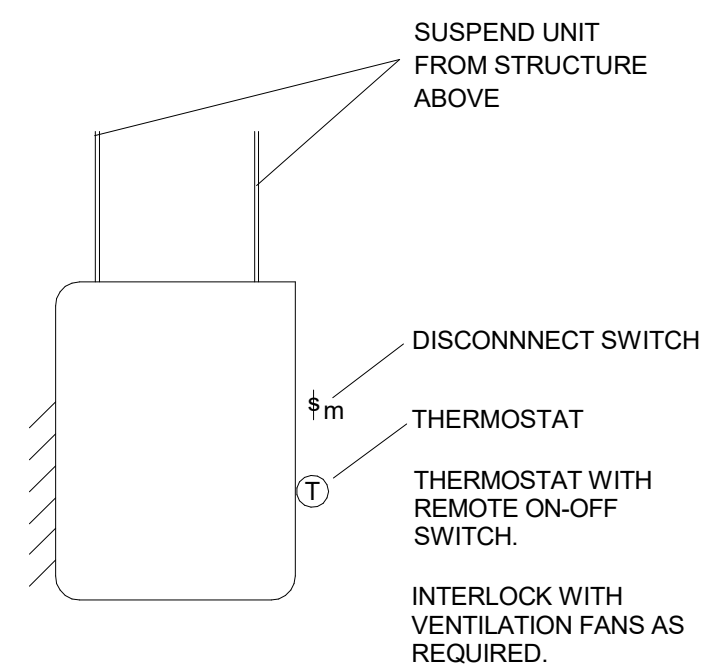 SUSPEND UNIT
FROM STRUCTURE
ABOVE
DISCONNNECT SWITCH
$m
THERMOSTAT
T
THERMOSTAT WITH
REMOTE ON-OFF
SWITCH.
INTERLOCK WITH
VENTILATION FANS AS
REQUIRED.